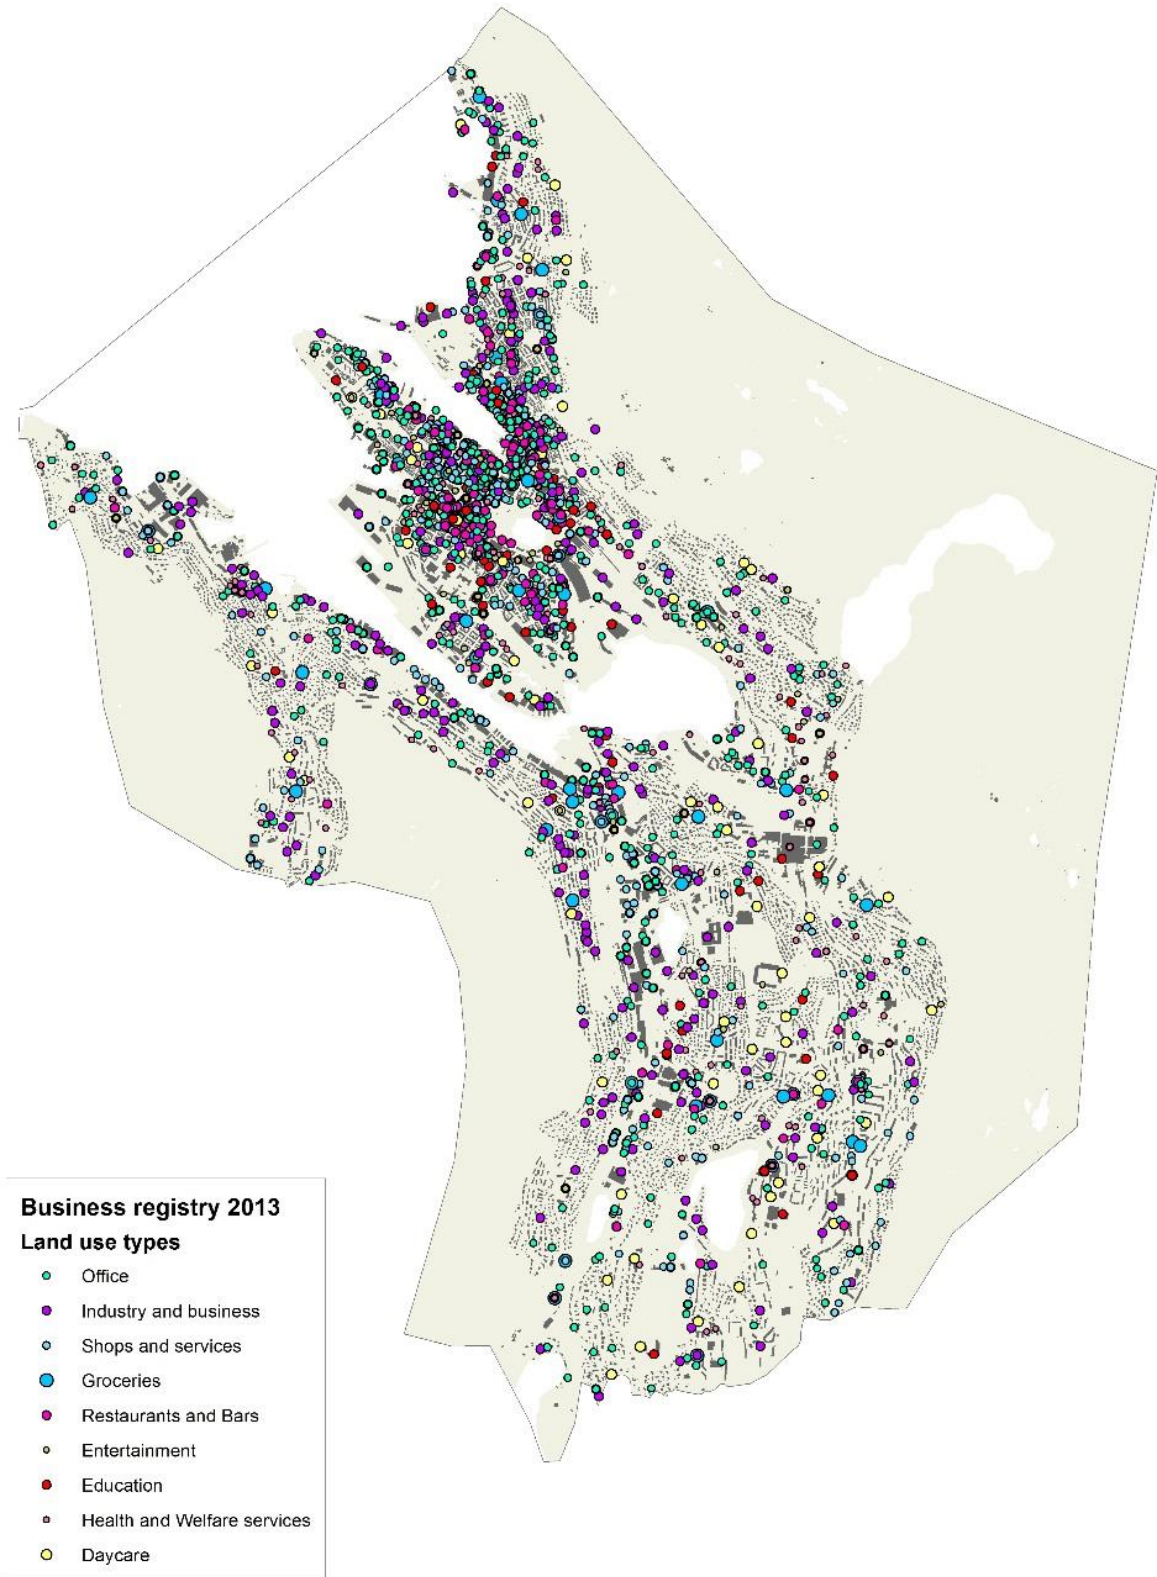 Business registry 2013
Land use types
Office
Industry and business
Shops and services
Groceries
Restaurants and Bars
Entertainment
Education
Health and Welfare services
Daycare